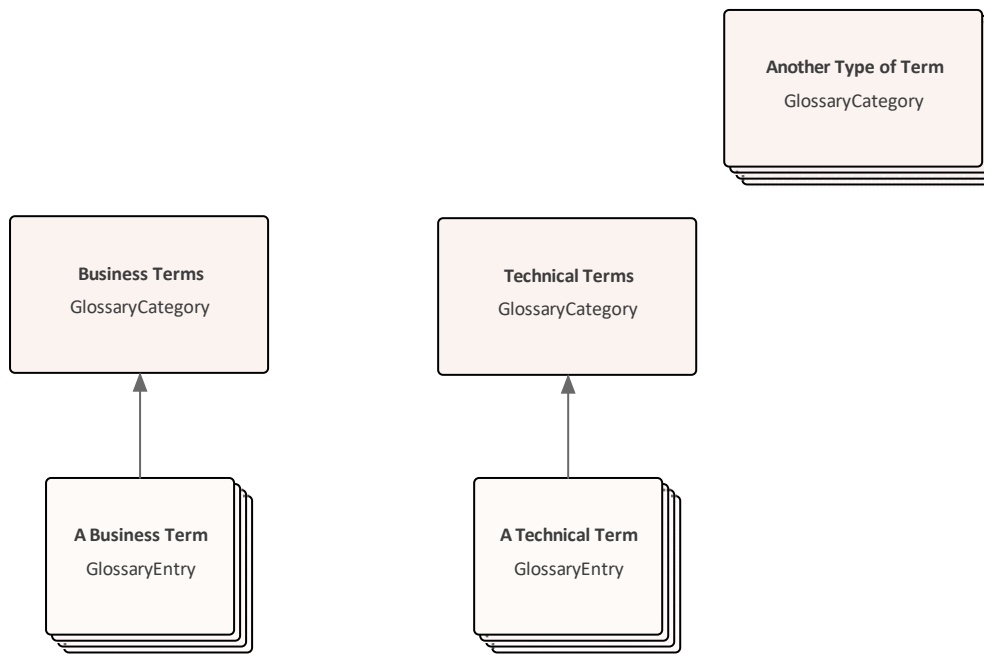 Another Type of Term
GlossaryCategory
Business Terms
GlossaryCategory
Technical Terms
GlossaryCategory
A Business Term
GlossaryEntry
A Technical Term
GlossaryEntry